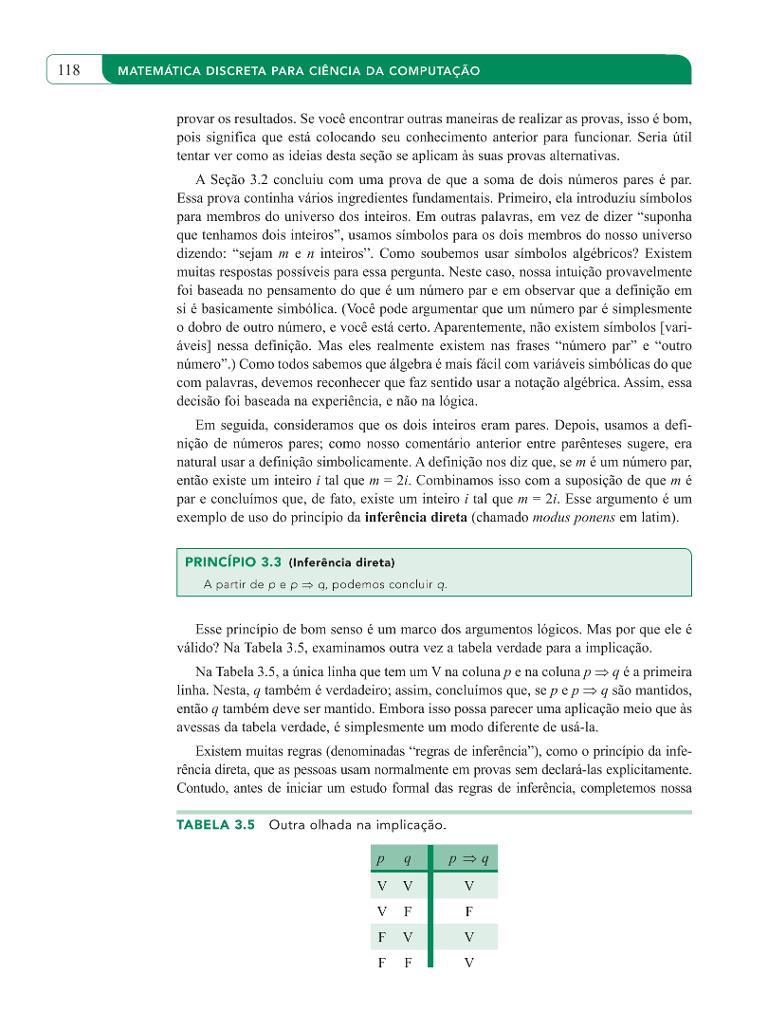 118
MATEMÁTICA DISCRETA PARA CIÊNCIA DA COMPUTAÇÃO
provar os resultados. Se você encontrar outras maneiras de realizar as provas, isso é bom,
pois significa que está colocando seu conhecimento anterior para funcionar. Seria útil
tentar ver como as ideias desta seção se aplicam às suas provas alternativas.
A Seção 3.2 concluiu com uma prova de que a soma de dois números pares é par.
Essa prova continha vários ingredientes fundamentais. Primeiro, ela introduziu símbolos
para membros do universo dos inteiros. Em outras palavras, em vez de dizer “suponha
que tenhamos dois inteiros”, usamos símbolos para os dois membros do nosso universo
dizendo: “sejam m e n inteiros”. Como soubemos usar símbolos algébricos? Existem
muitas respostas possíveis para essa pergunta. Neste caso, nossa intuição provavelmente
foi baseada no pensamento do que é um número par e em observar que a definição em
si é basicamente simbólica. (Você pode argumentar que um número par é simplesmente
o dobro de outro número, e você está certo. Aparentemente, não existem símbolos [vari-
áveis] nessa definição. Mas eles realmente existem nas frases “número par” e “outro
número”.) Como todos sabemos que álgebra é mais fácil com variáveis simbólicas do que
com palavras, devemos reconhecer que faz sentido usar a notação algébrica. Assim, essa
decisão foi baseada na experiência, e não na lógica.
Em seguida, consideramos que os dois inteiros eram pares. Depois, usamos a defi-
nição de números pares; como nosso comentário anterior entre parênteses sugere, era
natural usar a definição simbolicamente. A definição nos diz que, se m é um número par,
então existe um inteiro i tal que m = 2i. Combinamos isso com a suposição de que m é
par e concluímos que, de fato, existe um inteiro i tal que m = 2i. Esse argumento é um
exemplo de uso do princípio da inferência direta (chamado modus ponens em latim).
PRINCÍPIO 3.3 (Inferência direta)
A partir de p e p ⇒ q, podemos concluir q.
Esse princípio de bom senso é um marco dos argumentos lógicos. Mas por que ele é
válido? Na Tabela 3.5, examinamos outra vez a tabela verdade para a implicação.
Na Tabela 3.5, a única linha que tem um V na coluna p e na coluna p ⇒ q é a primeira
linha. Nesta, q também é verdadeiro; assim, concluímos que, se p e p ⇒ q são mantidos,
então q também deve ser mantido. Embora isso possa parecer uma aplicação meio que às
avessas da tabela verdade, é simplesmente um modo diferente de usá-la.
Existem muitas regras (denominadas “regras de inferência”), como o princípio da infe-
rência direta, que as pessoas usam normalmente em provas sem declará-las explicitamente.
Contudo, antes de iniciar um estudo formal das regras de inferência, completemos nossa
TABELA 3.5 Outra olhada na implicação.
p q p ⇒ q
V V V
V F F
F V V
F F V